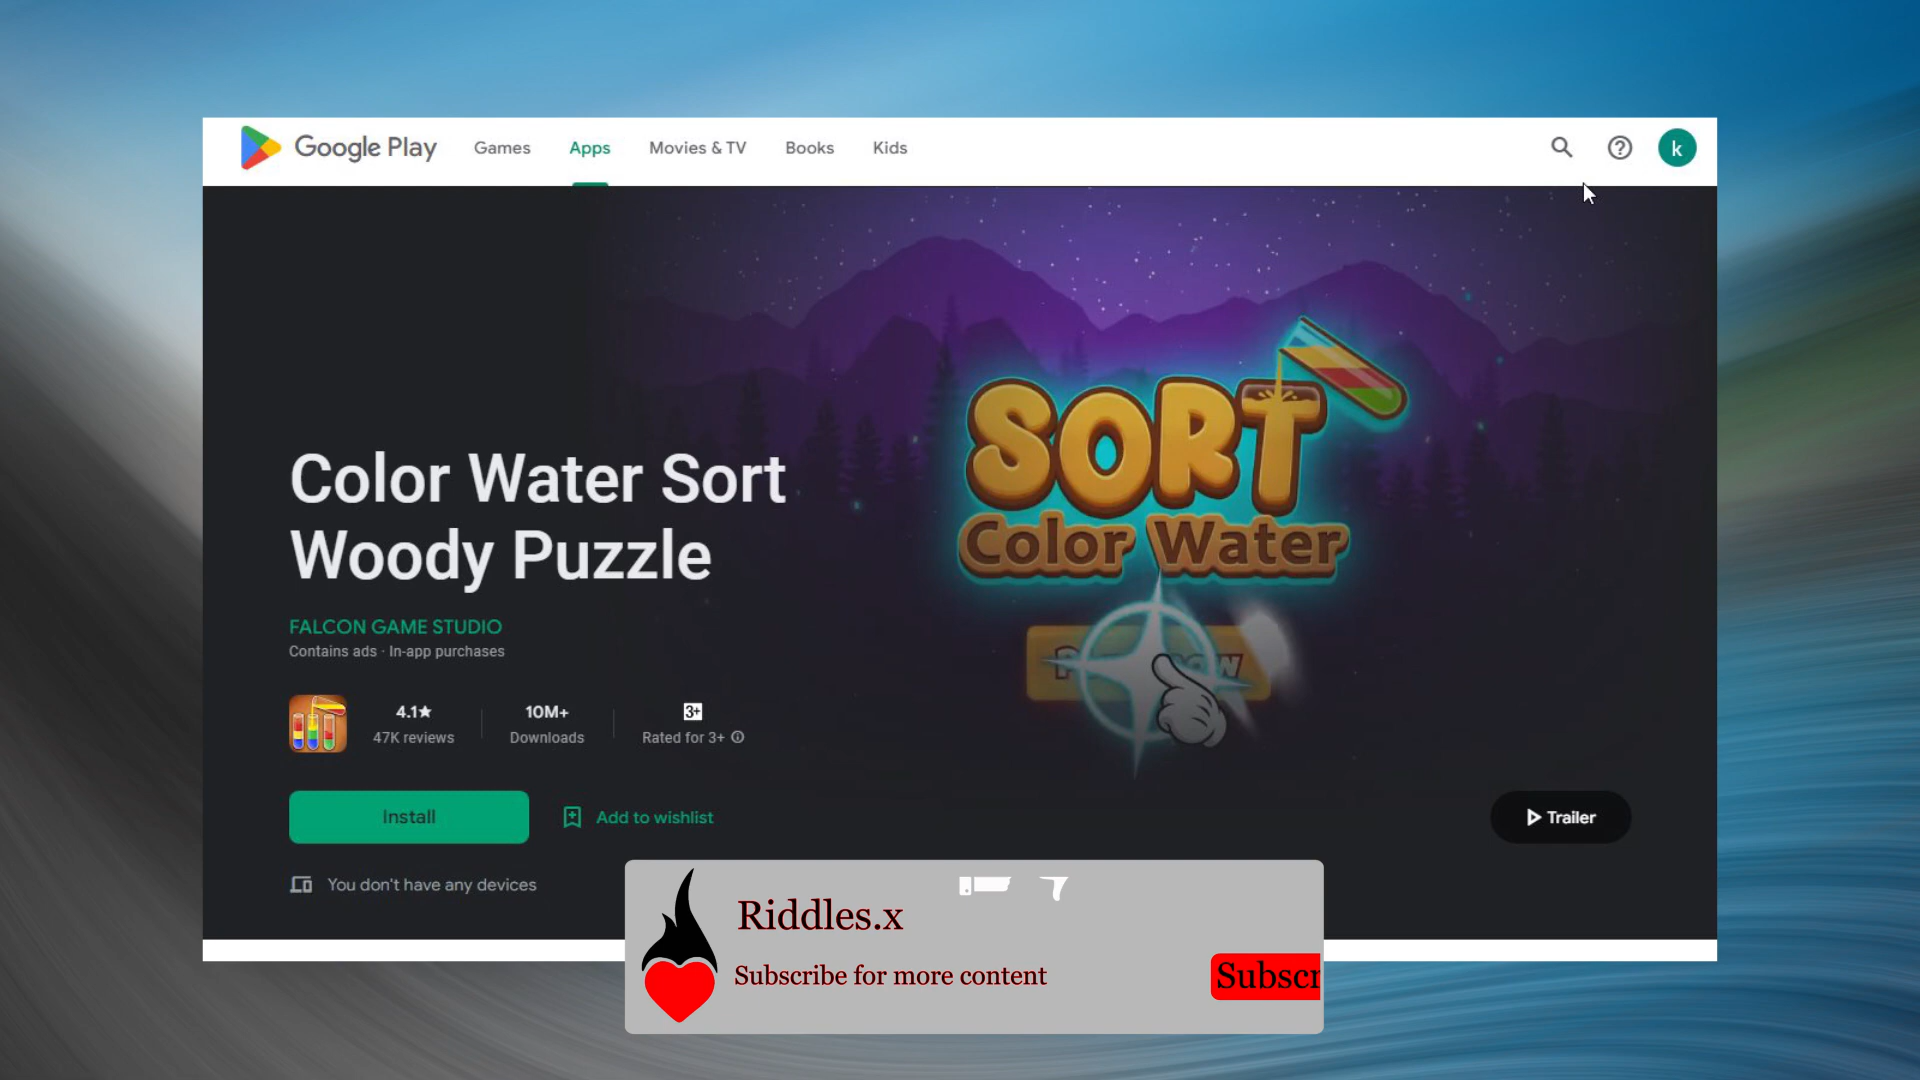 Google Play Games Apps Movies & TV Books Kids k
SORT
Color Water
Color Water Sort
Woody Puzzle
FALCON GAME STUDIO
Contains ads · In-app purchases
4.1★ 10M+ 3+
47K reviews Downloads Rated for 3+
Install Add to wishlist Trailer
You don't have any devices
Riddles.x
Subscribe for more content
Subscr